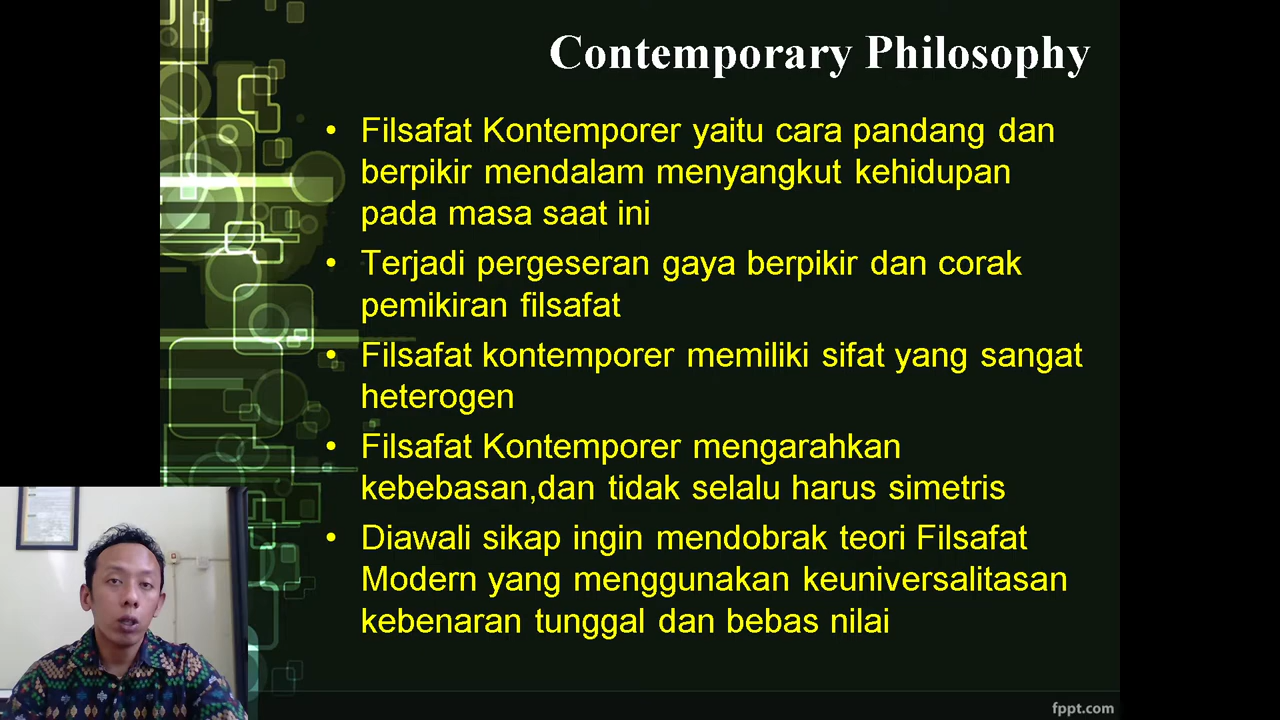 Contemporary Philosophy
• Filsafat Kontemporer yaitu cara pandang dan
berpikir mendalam menyangkut kehidupan
pada masa saat ini
• Terjadi pergeseran gaya berpikir dan corak
pemikiran filsafat
• Filsafat kontemporer memiliki sifat yang sangat
heterogen
• Filsafat Kontemporer mengarahkan
kebebasan,dan tidak selalu harus simetris
• Diawali sikap ingin mendobrak teori Filsafat
Modern yang menggunakan keuniversalitasan
kebenaran tunggal dan bebas nilai
fppt.com